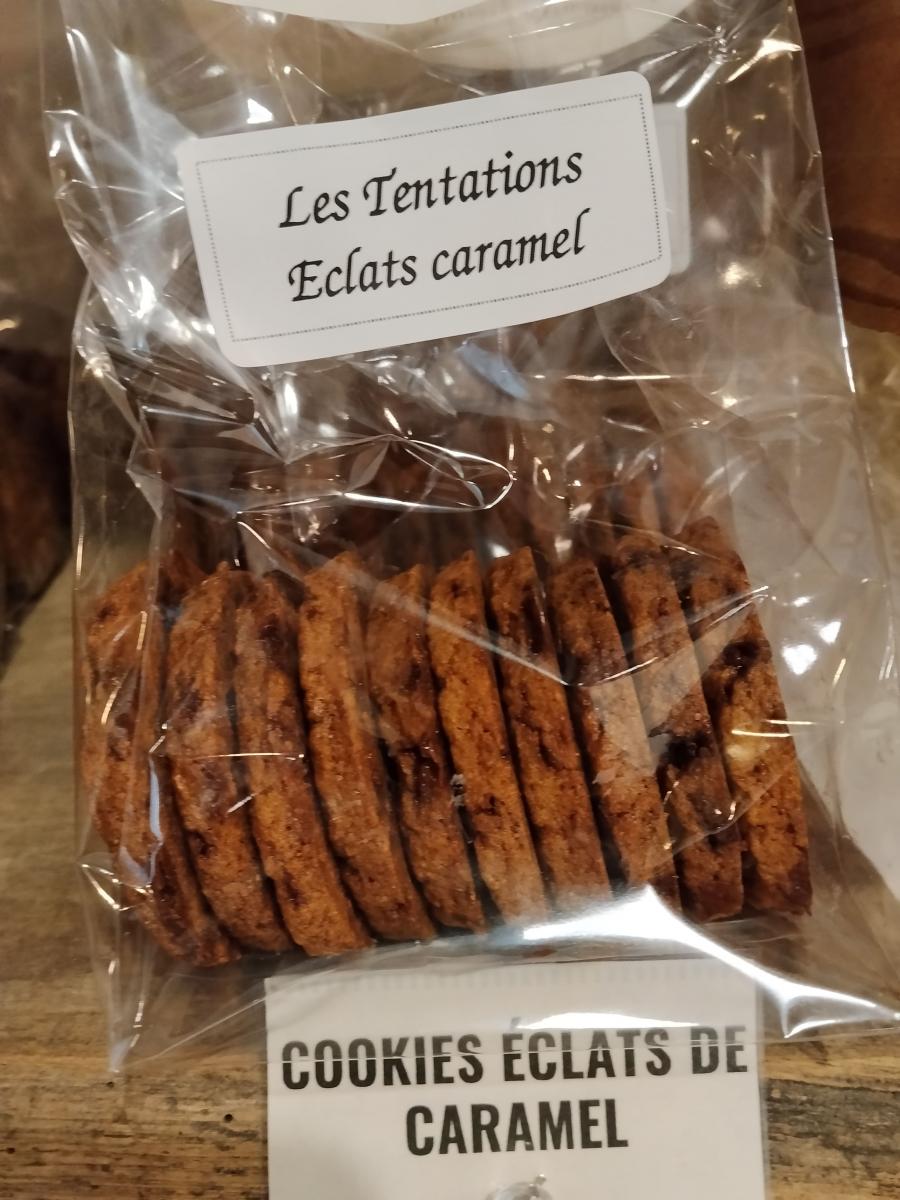 Les Tentations
Eclats caramel
COOKIES ÉCLATS DE
CARAMEL